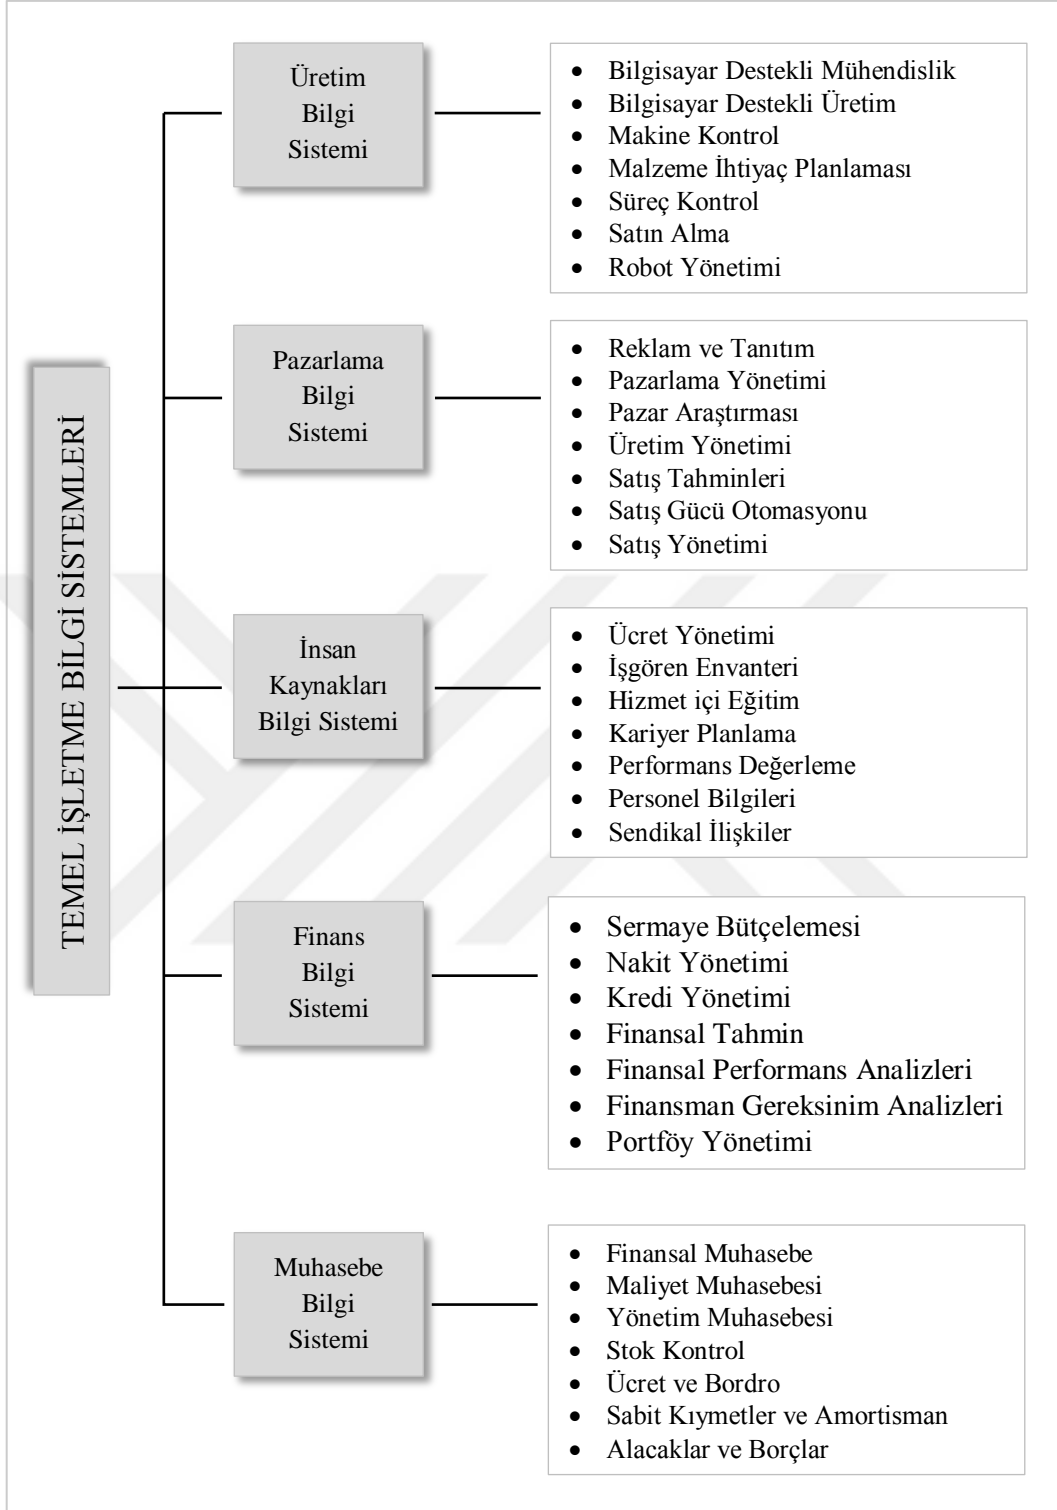 TEMEL İŞLETME BİLGİ SİSTEMLERİ
Üretim
Bilgi
Sistemi
• Bilgisayar Destekli Mühendislik
• Bilgisayar Destekli Üretim
• Makine Kontrol
• Malzeme İhtiyaç Planlaması
• Süreç Kontrol
• Satın Alma
• Robot Yönetimi
Pazarlama
Bilgi
Sistemi
• Reklam ve Tanıtım
• Pazarlama Yönetimi
• Pazar Araştırması
• Üretim Yönetimi
• Satış Tahminleri
• Satış Gücü Otomasyonu
• Satış Yönetimi
İnsan
Kaynakları
Bilgi Sistemi
• Ücret Yönetimi
• İşgören Envanteri
• Hizmet içi Eğitim
• Kariyer Planlama
• Performans Değerleme
• Personel Bilgileri
• Sendikal İlişkiler
Finans
Bilgi
Sistemi
• Sermaye Bütçelemesi
• Nakit Yönetimi
• Kredi Yönetimi
• Finansal Tahmin
• Finansal Performans Analizleri
• Finansman Gereksinim Analizleri
• Portföy Yönetimi
Muhasebe
Bilgi
Sistemi
• Finansal Muhasebe
• Maliyet Muhasebesi
• Yönetim Muhasebesi
• Stok Kontrol
• Ücret ve Bordro
• Sabit Kıymetler ve Amortisman
• Alacaklar ve Borçlar